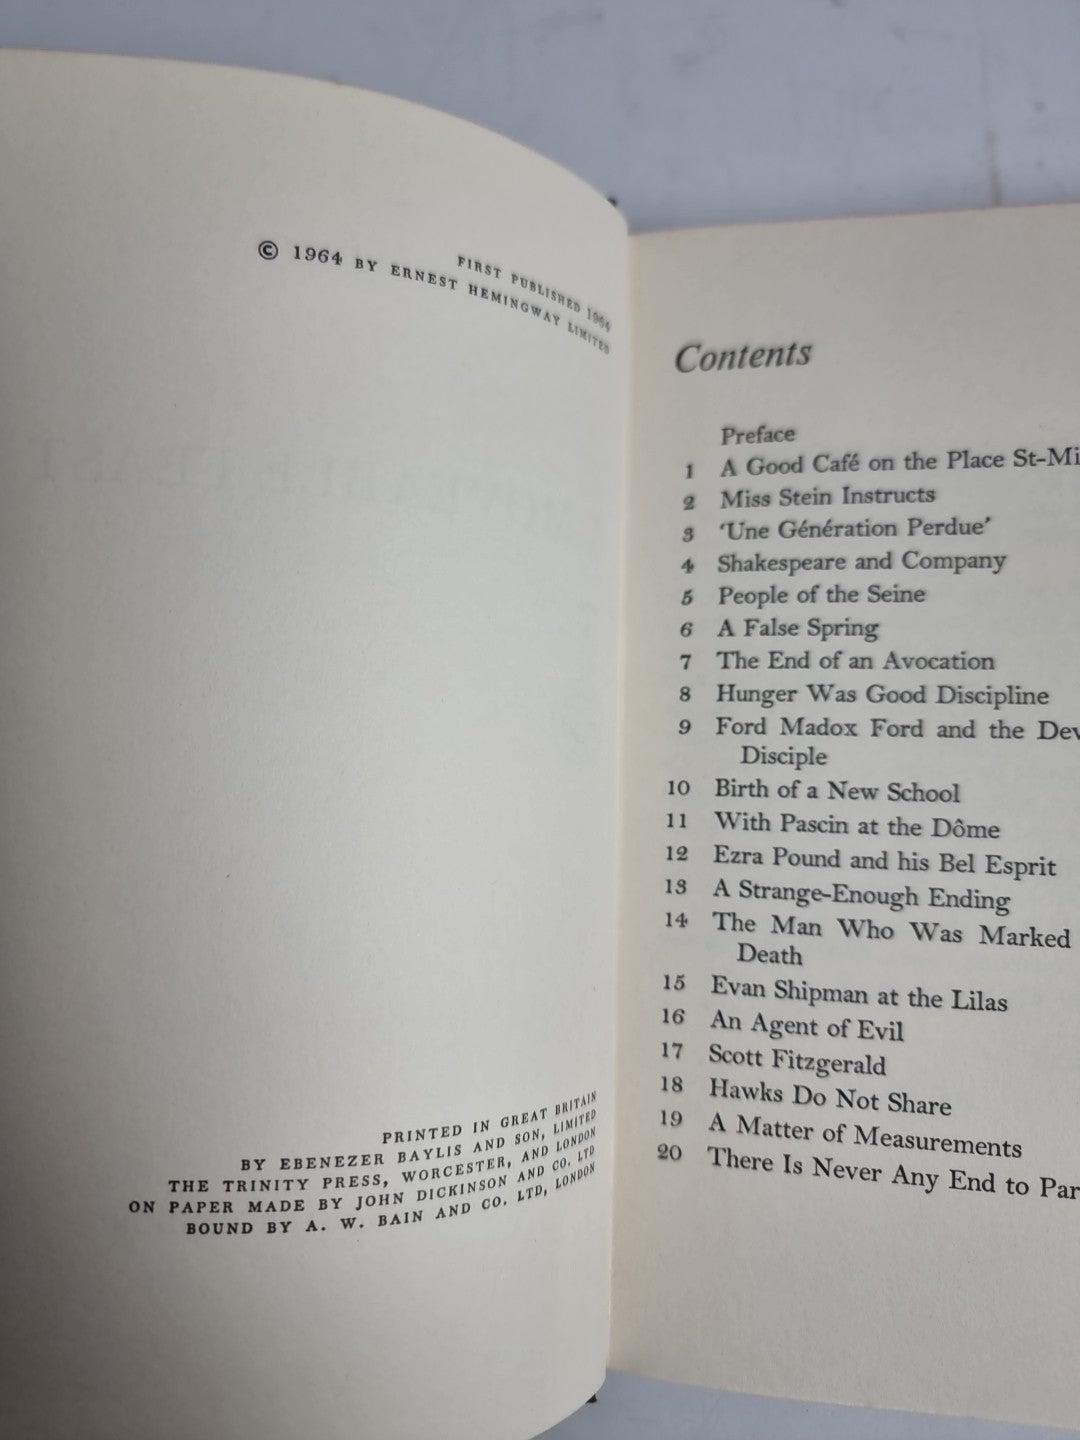 FIRST PUBLISHED 1964
© 1964 BY ERNEST HEMINGWAY LIMITED
PRINTED IN GREAT BRITAIN
BY EBENEZER BAYLIS AND SON, LIMITED
THE TRINITY PRESS, WORCESTER, AND LONDON
ON PAPER MADE BY JOHN DICKINSON AND CO. LTD
BOUND BY A. W. BAIN AND CO. LTD, LONDON
Contents
Preface
1 A Good Café on the Place St-Mi
2 Miss Stein Instructs
3 ‘Une Génération Perdue’
4 Shakespeare and Company
5 People of the Seine
6 A False Spring
7 The End of an Avocation
8 Hunger Was Good Discipline
9 Ford Madox Ford and the Dev
Disciple
10 Birth of a New School
11 With Pascin at the Dôme
12 Ezra Pound and his Bel Esprit
13 A Strange-Enough Ending
14 The Man Who Was Marked
Death
15 Evan Shipman at the Lilas
16 An Agent of Evil
17 Scott Fitzgerald
18 Hawks Do Not Share
19 A Matter of Measurements
20 There Is Never Any End to Par